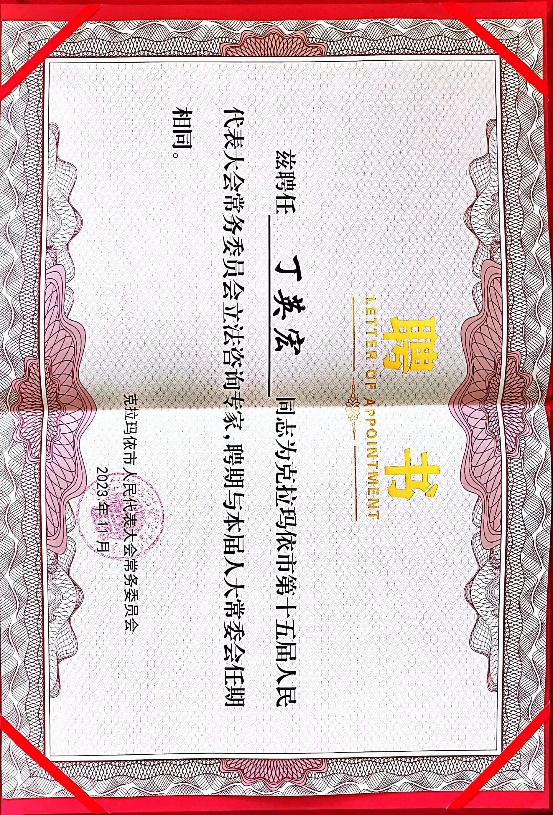 聘书
LETTER OF APPOINTMENT
兹聘任 丁英宏 同志为克拉玛依市第十五届人民
代表大会常务委员会立法咨询专家，聘期与本届人大常委会任期
相同。
克拉玛依市人民代表大会常务委员会
2023年11月